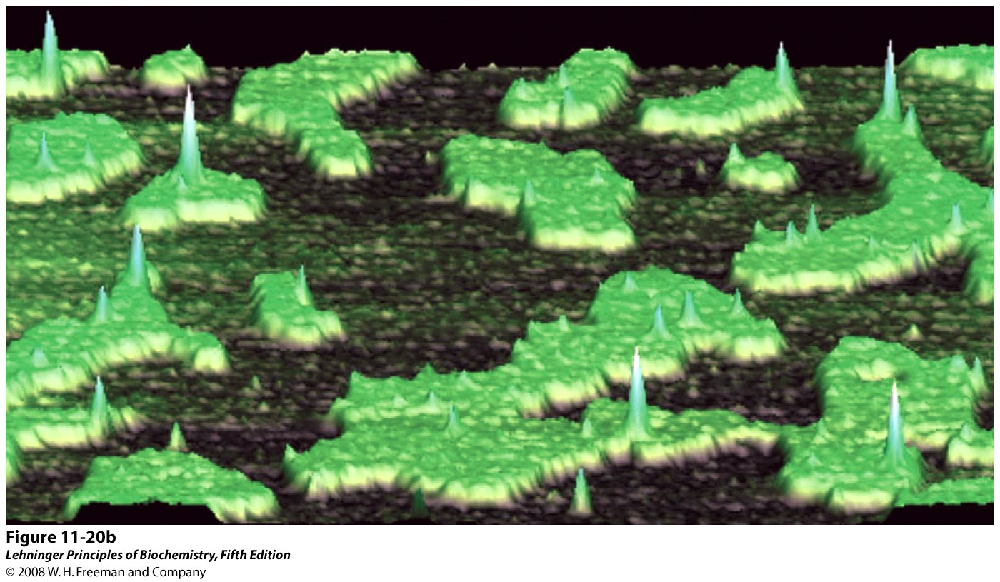 Figure 11-20b
Lehninger Principles of Biochemistry, Fifth Edition
© 2008 W. H. Freeman and Company